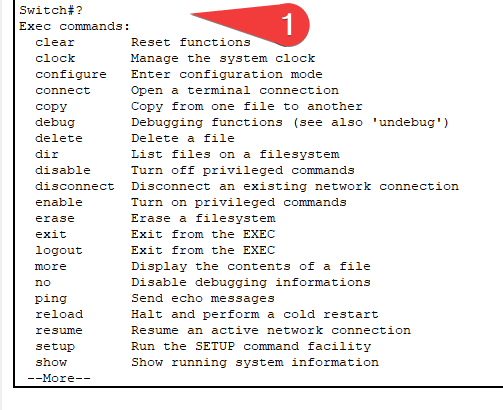 Switch#?
1
Exec commands:
clear Reset functions
clock Manage the system clock
configure Enter configuration mode
connect Open a terminal connection
copy Copy from one file to another
debug Debugging functions (see also 'undebug')
delete Delete a file
dir List files on a filesystem
disable Turn off privileged commands
disconnect Disconnect an existing network connection
enable Turn on privileged commands
erase Erase a filesystem
exit Exit from the EXEC
logout Exit from the EXEC
more Display the contents of a file
no Disable debugging informations
ping Send echo messages
reload Halt and perform a cold restart
resume Resume an active network connection
setup Run the SETUP command facility
show Show running system information
--More--